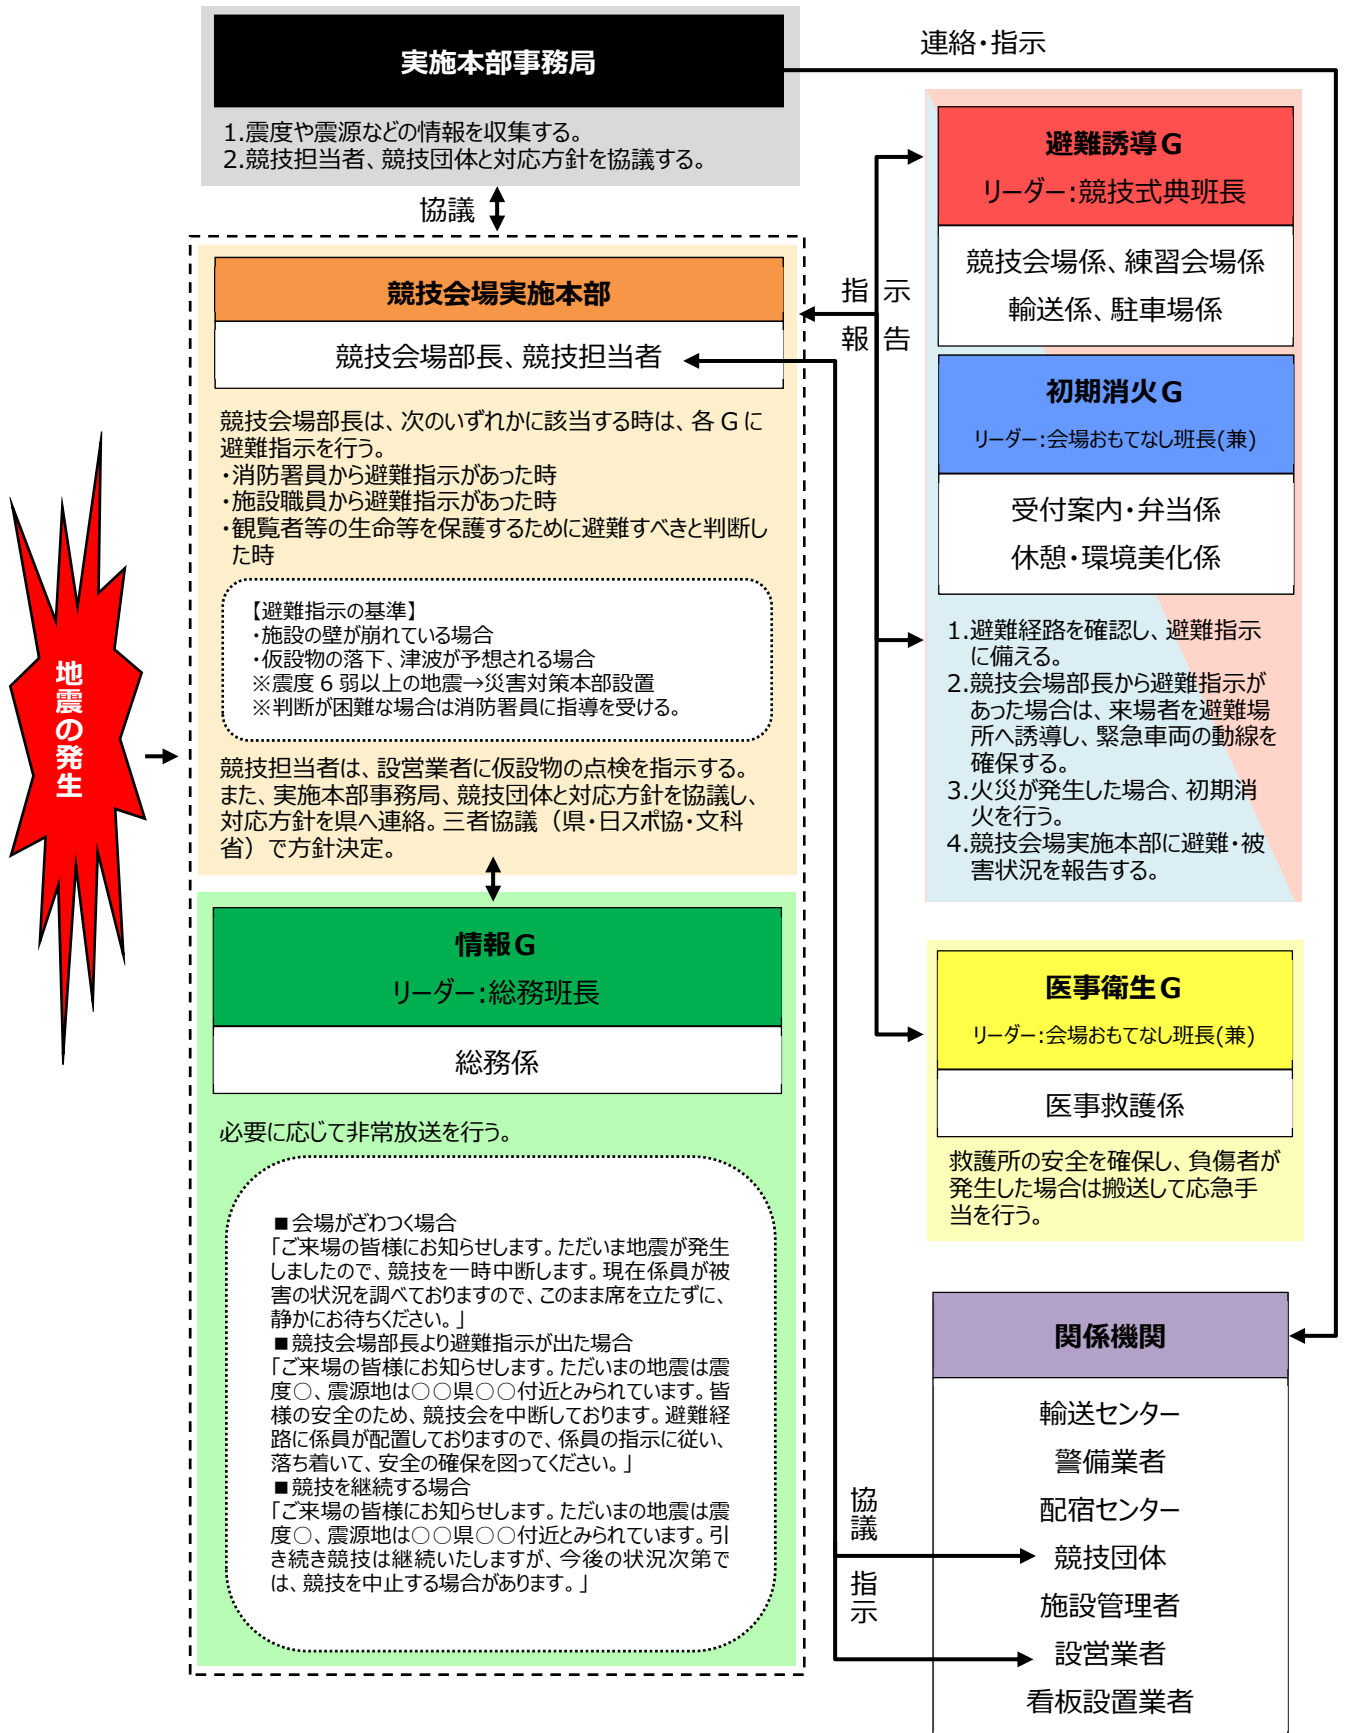 実施本部事務局
1.震度や震源などの情報を収集する。
2.競技担当者、競技団体と対応方針を協議する。
連絡・指示
協議
競技会場実施本部
競技会場部長、競技担当者
競技会場部長は、次のいずれかに該当する時は、各Gに
避難指示を行う。
・消防署員から避難指示があった時
・施設職員から避難指示があった時
・観覧者等の生命等を保護するために避難すべきと判断し
た時
【避難指示の基準】
・施設の壁が崩れている場合
・仮設物の落下、津波が予想される場合
※震度6弱以上の地震→災害対策本部設置
※判断が困難な場合は消防署員に指導を受ける。
競技担当者は、設営業者に仮設物の点検を指示する。
また、実施本部事務局、競技団体と対応方針を協議し、
対応方針を県へ連絡。三者協議（県・日スポ協・文科
省）で方針決定。
地震の発生
情報G
リーダー：総務班長
総務係
必要に応じて非常放送を行う。
■会場がざわつく場合
「ご来場の皆様にお知らせします。ただいま地震が発生
しましたので、競技を一時中断します。現在係員が被
害の状況を調べておりますので、このまま席を立たずに、
静かにお待ちください。」
■競技会場部長より避難指示が出た場合
「ご来場の皆様にお知らせします。ただいまの地震は震
度○、震源地は○○県○○付近とみられています。皆
様の安全のため、競技会を中断しております。避難経
路に係員が配置しておりますので、係員の指示に従い、
落ち着いて、安全の確保を図ってください。」
■競技を継続する場合
「ご来場の皆様にお知らせします。ただいまの地震は震
度○、震源地は○○県○○付近とみられています。引
き続き競技は継続いたしますが、今後の状況次第で
は、競技を中止する場合があります。」
指示
報告
避難誘導G
リーダー：競技式典班長
競技会場係、練習会場係
輸送係、駐車場係
初期消火G
リーダー：会場おもてなし班長(兼)
受付案内・弁当係
休憩・環境美化係
1.避難経路を確認し、避難指示
に備える。
2.競技会場部長から避難指示が
あった場合は、来場者を避難場
所へ誘導し、緊急車両の動線を
確保する。
3.火災が発生した場合、初期消
火を行う。
4.競技会場実施本部に避難・被
害状況を報告する。
医事衛生G
リーダー：会場おもてなし班長(兼)
医事救護係
救護所の安全を確保し、負傷者が
発生した場合は搬送して応急手
当を行う。
関係機関
輸送センター
警備業者
配宿センター
競技団体
施設管理者
設営業者
看板設置業者
協議
指示